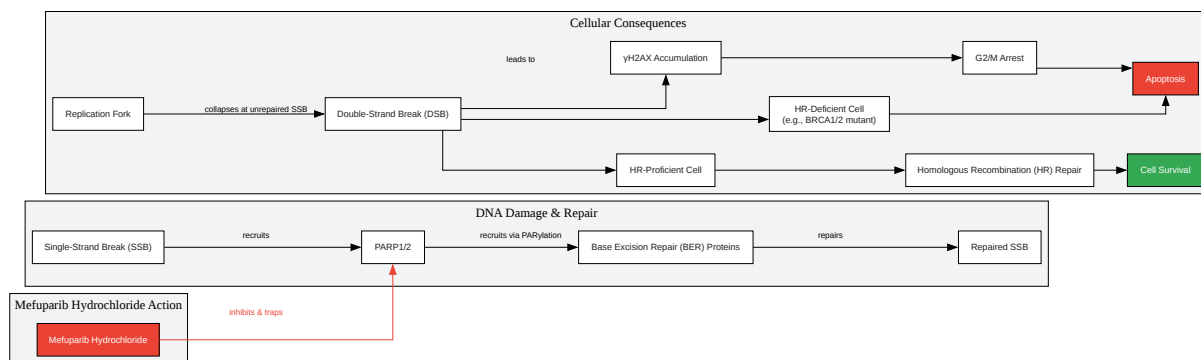 Cellular Consequences
leads to
γH2AX Accumulation
G2/M Arrest
Apoptosis
Replication Fork
collapses at unrepaired SSB
Double-Strand Break (DSB)
HR-Deficient Cell
(e.g., BRCA1/2 mutant)
HR-Proficient Cell
Homologous Recombination (HR) Repair
Cell Survival
DNA Damage & Repair
Single-Strand Break (SSB)
recruits
PARP1/2
recruits via PARylation
Base Excision Repair (BER) Proteins
repairs
Repaired SSB
Mefuparib Hydrochloride Action
inhibits & traps
Mefuparib Hydrochloride